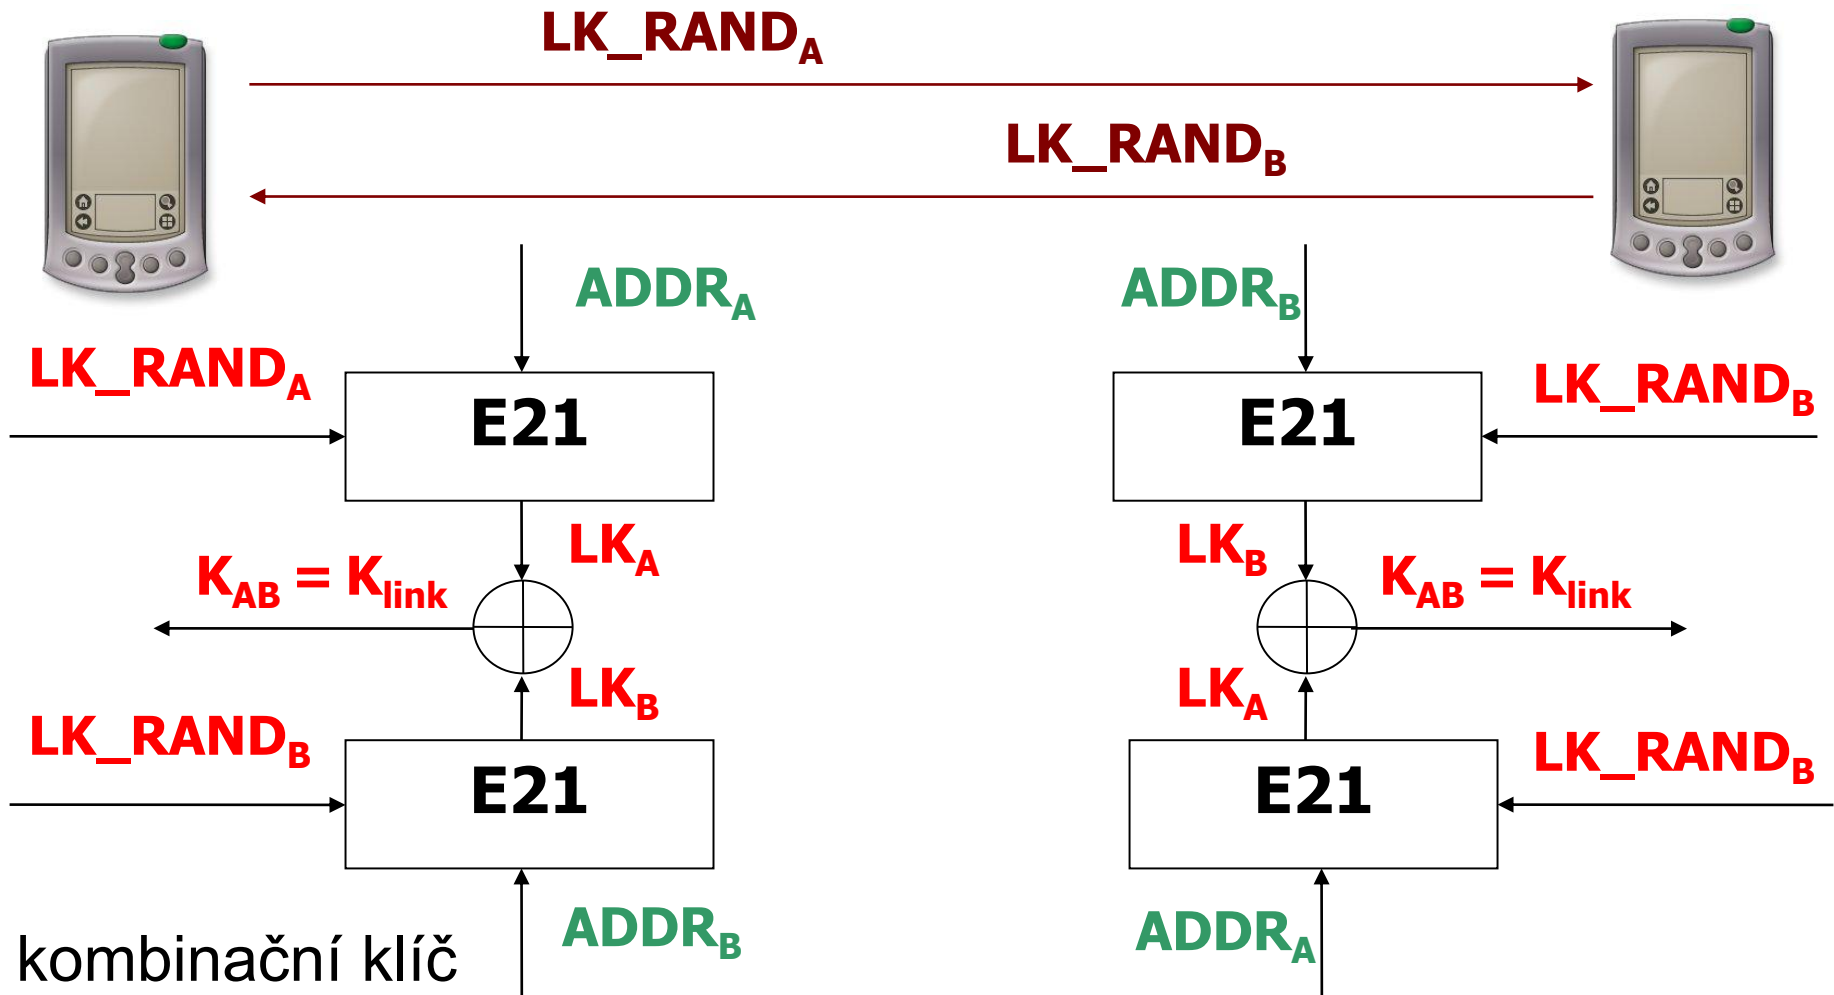 LK_RANDA
LK_RANDB
ADDRA
ADDRB
LK_RANDA
LK_RANDB
E21
E21
LKA
LKB
KAB = Klink
KAB = Klink
LKB
LKA
LK_RANDB
LK_RANDB
E21
E21
ADDRB
ADDRA
kombinační klíč